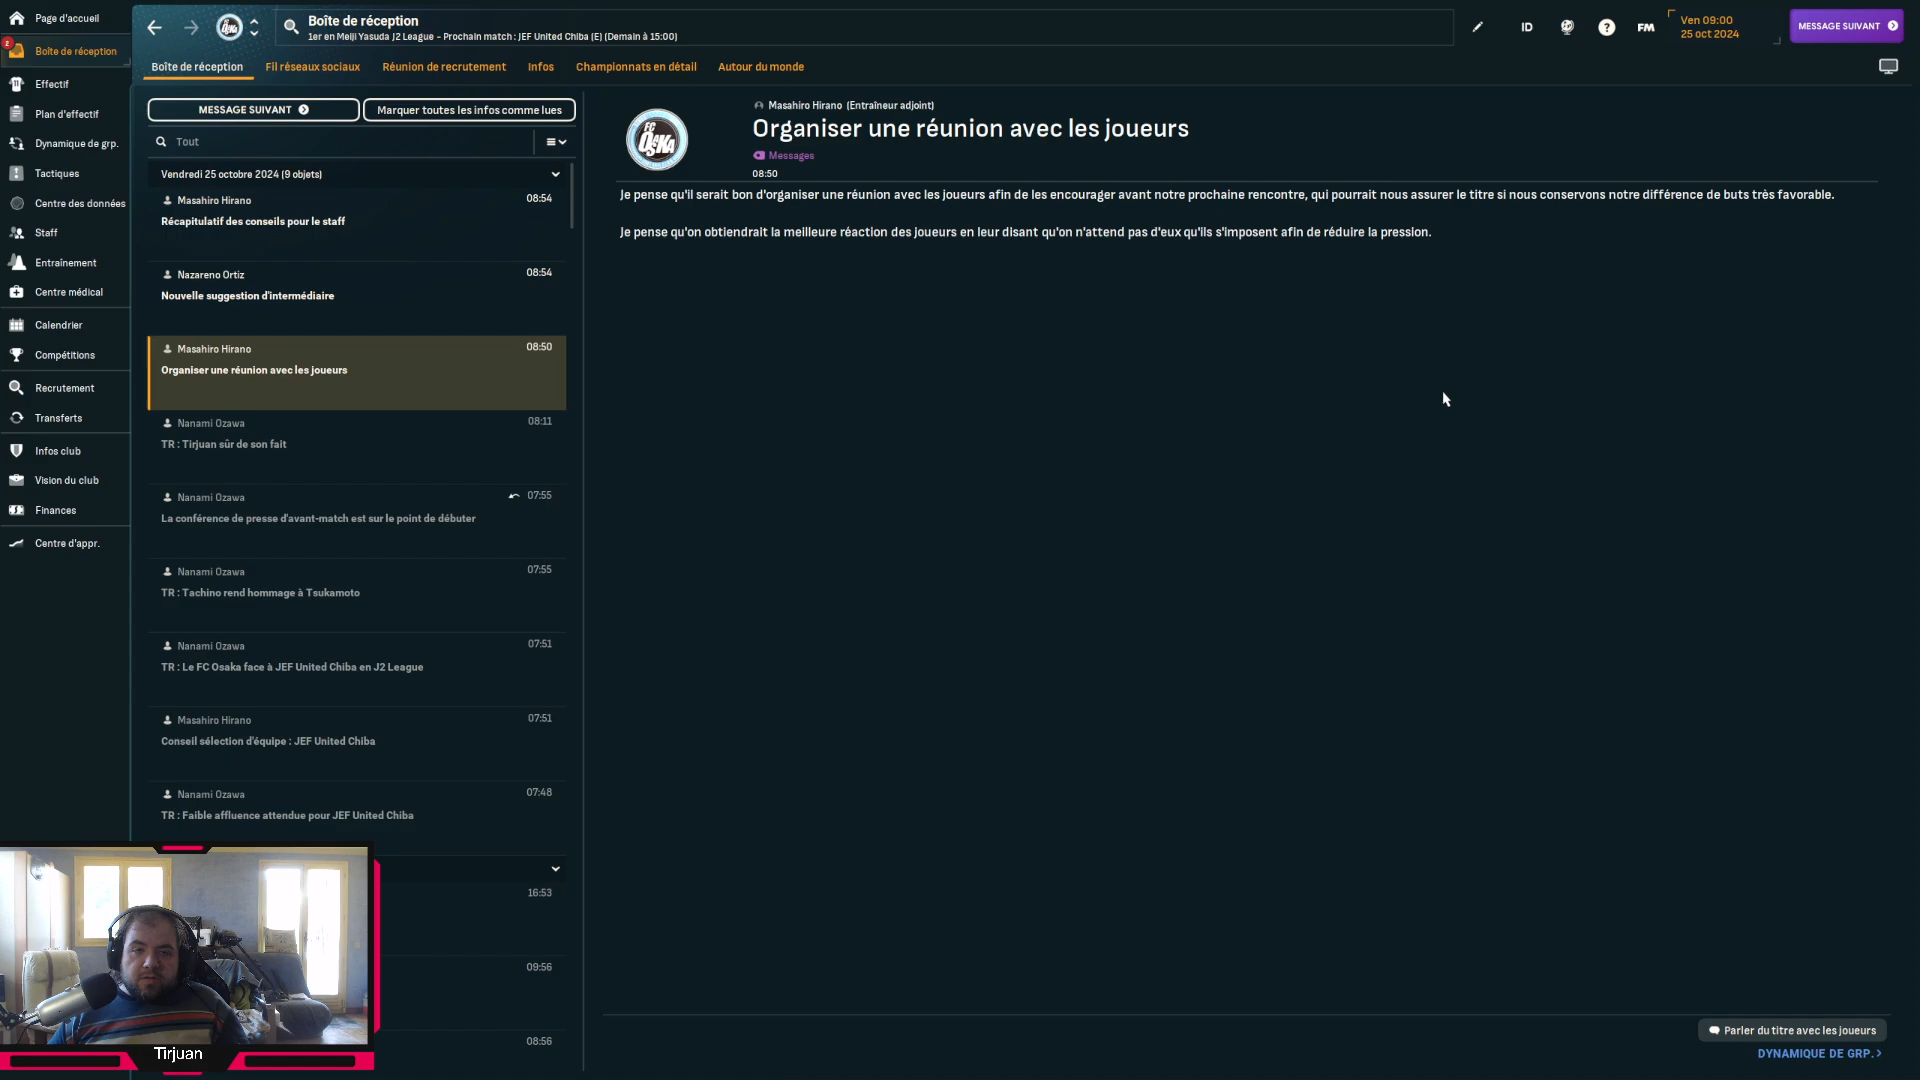 Page d'accueil
2
Boîte de réception
Effectif
Plan d'effectif
Dynamique de grp.
Tactiques
Centre des données
Staff
Entraînement
Centre médical
Calendrier
Compétitions
Recrutement
Transferts
Infos club
Vision du club
Finances
Centre d'appr.
Boîte de réception
1er en Meiji Yasuda J2 League - Prochain match : JEF United Chiba (E) (Demain à 15:00)
ID
?
FM
Ven 09:00
25 oct 2024
MESSAGE SUIVANT
Boîte de réception
Fil réseaux sociaux
Réunion de recrutement
Infos
Championnats en détail
Autour du monde
MESSAGE SUIVANT
Marquer toutes les infos comme lues
Tout
Vendredi 25 octobre 2024 (9 objets)
Masahiro Hirano 08:54
Récapitulatif des conseils pour le staff
Nazareno Ortiz 08:54
Nouvelle suggestion d'intermédiaire
Masahiro Hirano 08:50
Organiser une réunion avec les joueurs
Nanami Ozawa 08:11
TR : Tirjuan sûr de son fait
Nanami Ozawa 07:55
La conférence de presse d'avant-match est sur le point de débuter
Nanami Ozawa 07:55
TR : Tachino rend hommage à Tsukamoto
Nanami Ozawa 07:51
TR : Le FC Osaka face à JEF United Chiba en J2 League
Masahiro Hirano 07:51
Conseil sélection d'équipe : JEF United Chiba
Nanami Ozawa 07:48
TR : Faible affluence attendue pour JEF United Chiba
16:53
09:56
08:56
FC
OSAKA
Masahiro Hirano (Entraîneur adjoint)
Organiser une réunion avec les joueurs
Messages
08:50
Je pense qu'il serait bon d'organiser une réunion avec les joueurs afin de les encourager avant notre prochaine rencontre, qui pourrait nous assurer le titre si nous conservons notre différence de buts très favorable.
Je pense qu'on obtiendrait la meilleure réaction des joueurs en leur disant qu'on n'attend pas d'eux qu'ils s'imposent afin de réduire la pression.
Parler du titre avec les joueurs
DYNAMIQUE DE GRP. >
Tirjuan